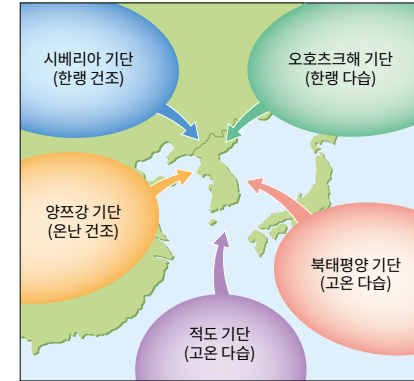 시베리아 기단
(한랭 건조)
오호츠크해 기단
(한랭 다습)
양쯔강 기단
(온난 건조)
북태평양 기단
(고온 다습)
적도 기단
(고온 다습)